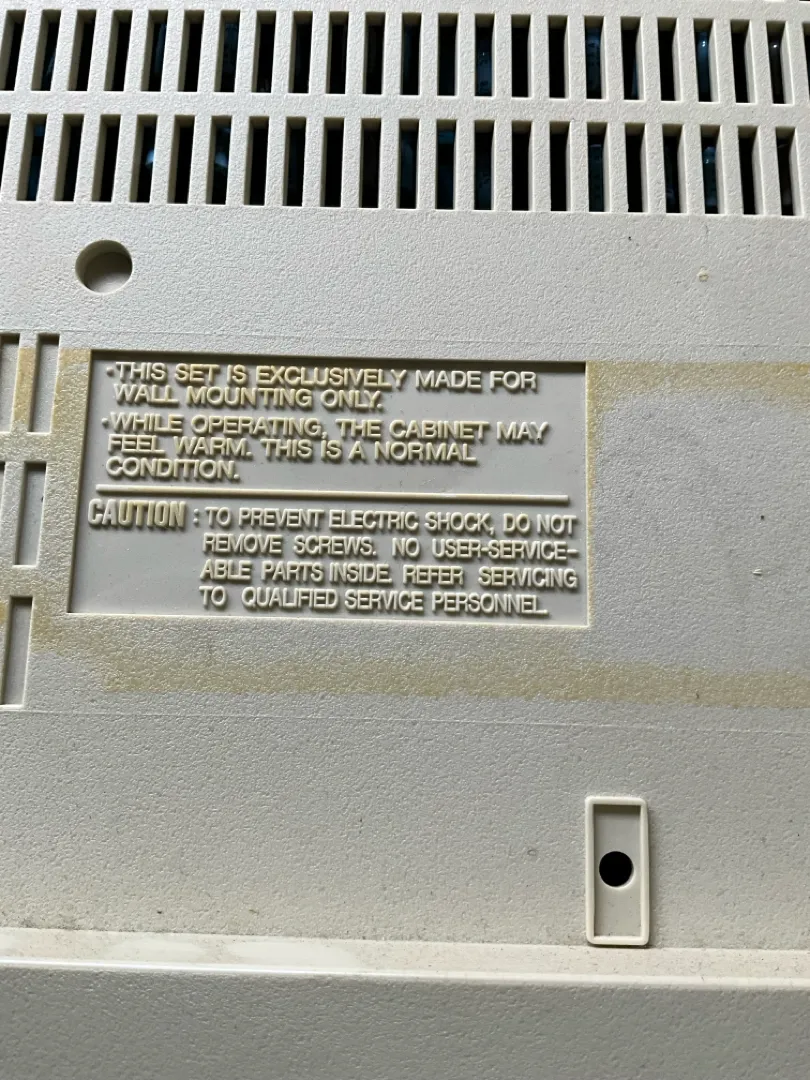 •THIS SET IS EXCLUSIVELY MADE FOR
WALL MOUNTING ONLY.
•WHILE OPERATING, THE CABINET MAY
FEEL WARM. THIS IS A NORMAL
CONDITION.
CAUTION : TO PREVENT ELECTRIC SHOCK, DO NOT
REMOVE SCREWS. NO USER-SERVICE-
ABLE PARTS INSIDE. REFER SERVICING
TO QUALIFIED SERVICE PERSONNEL.